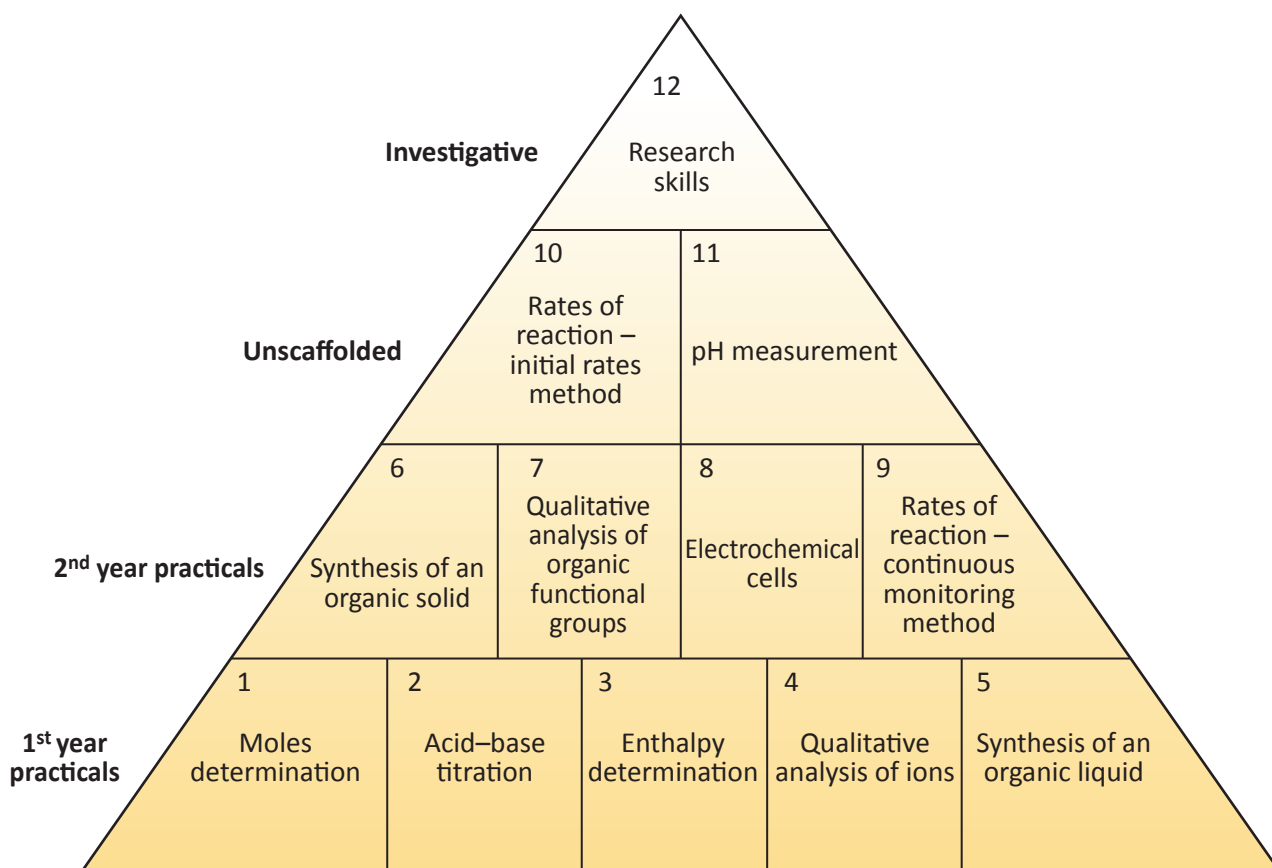 12
Investigative
Research
skills
10
11
Rates of
reaction –
initial rates
method
Unscaffolded
pH measurement
6
7
8
9
Qualitative
analysis of
organic
functional
groups
Rates of
reaction –
continuous
monitoring
method
Electrochemical
cells
2nd year practicals
Synthesis of an
organic solid
1
2
3
4
5
1st year
practicals
Moles
determination
Acid–base
titration
Enthalpy
determination
Qualitative
analysis of ions
Synthesis of an
organic liquid